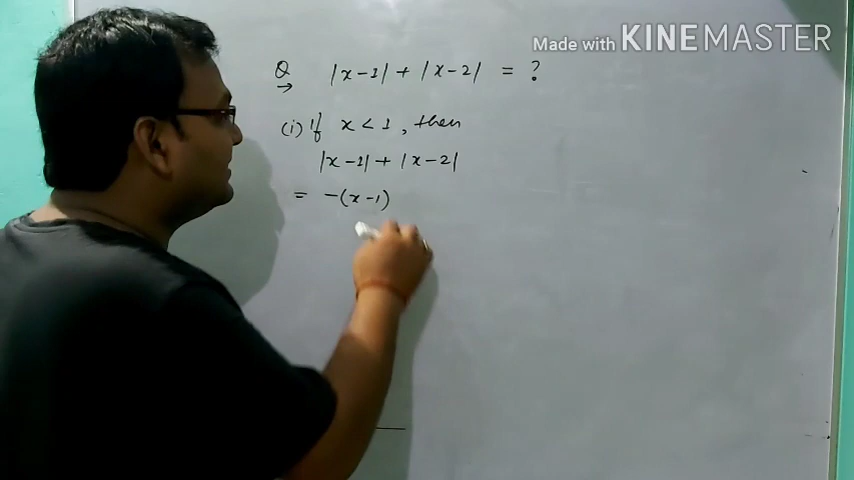 Made with KINEMASTER
Q → |x-1| + |x-2| = ?
(i) If x < 1, then
|x-1| + |x-2|
= -(x-1)